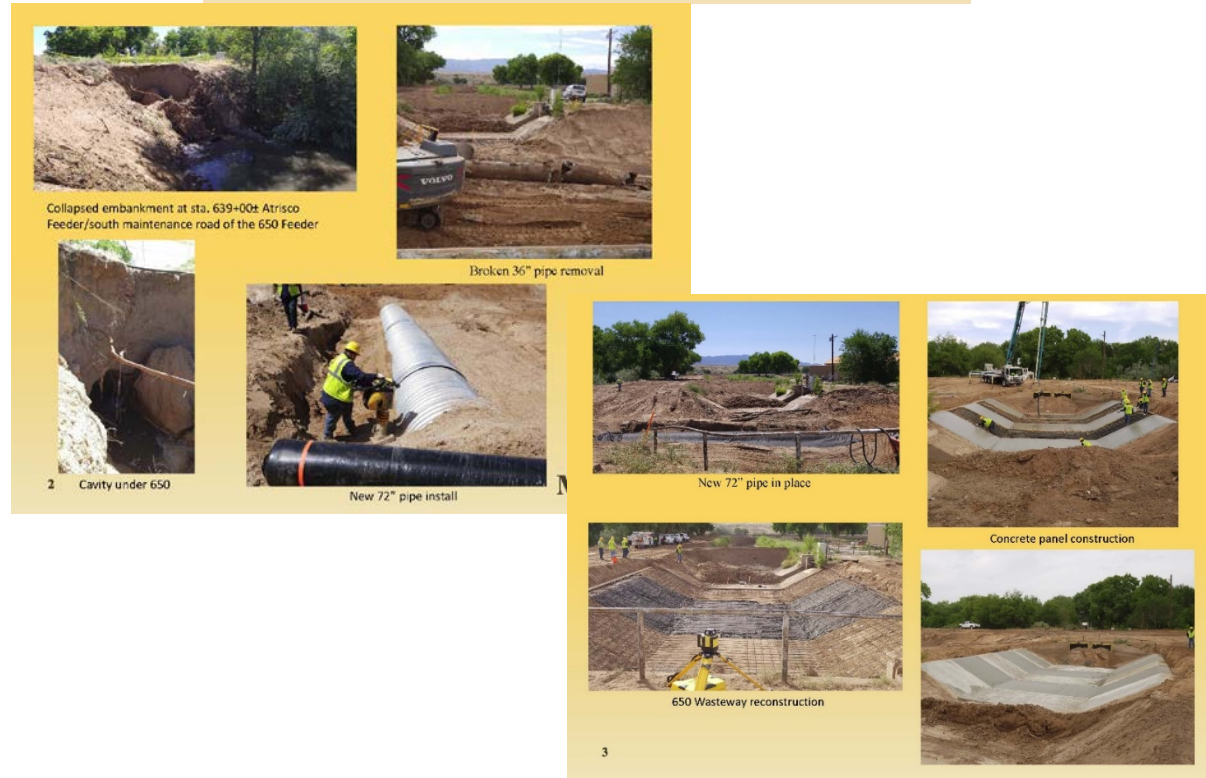 Collapsed embankment at sta. 639+00± Atrisco
Feeder/south maintenance road of the 650 Feeder
VOLVO
Broken 36" pipe removal
2 Cavity under 650
New 72" pipe install
M
New 72" pipe in place
Concrete panel construction
650 Wasteway reconstruction
3